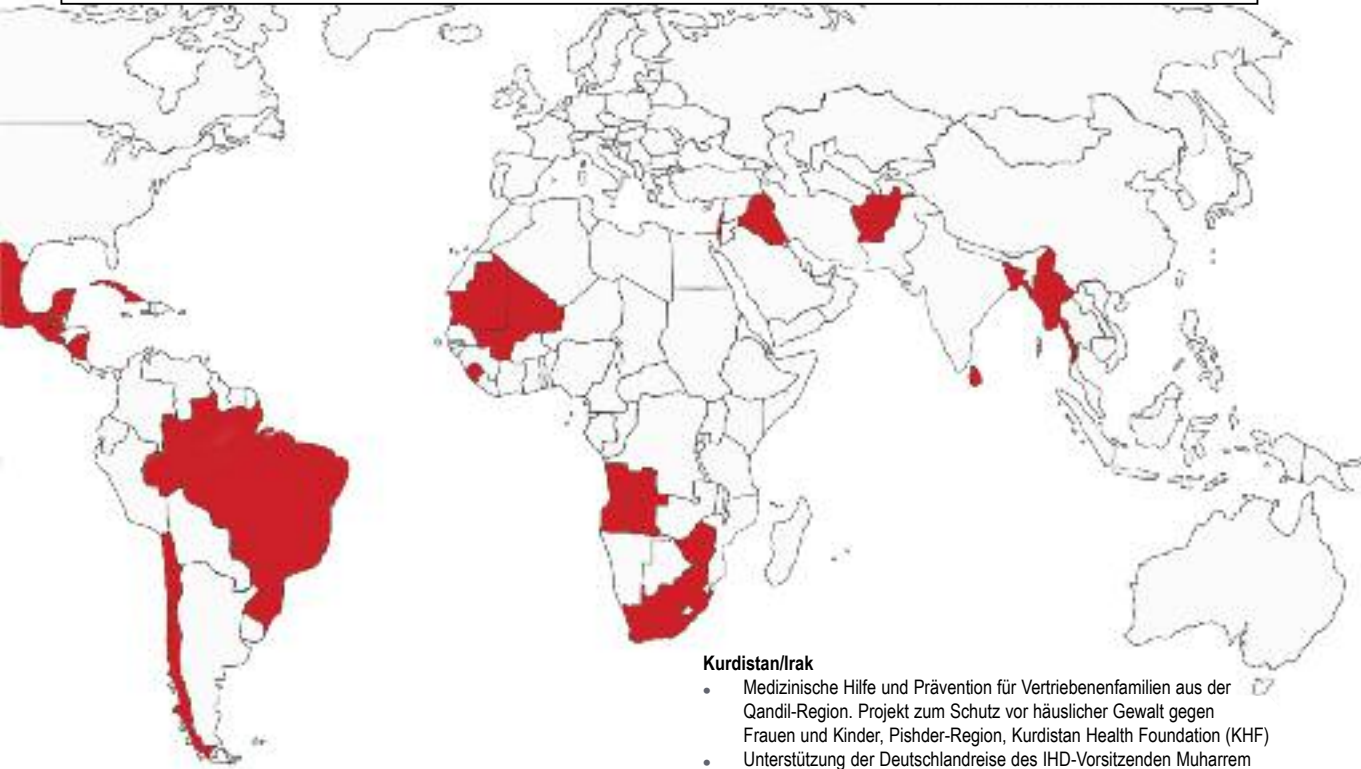 Kurdistan/Irak
• Medizinische Hilfe und Prävention für Vertriebenenfamilien aus der
Qandil-Region. Projekt zum Schutz vor häuslicher Gewalt gegen
Frauen und Kinder, Pishder-Region, Kurdistan Health Foundation (KHF)
• Unterstützung der Deutschlandreise des IHD-Vorsitzenden Muharrem